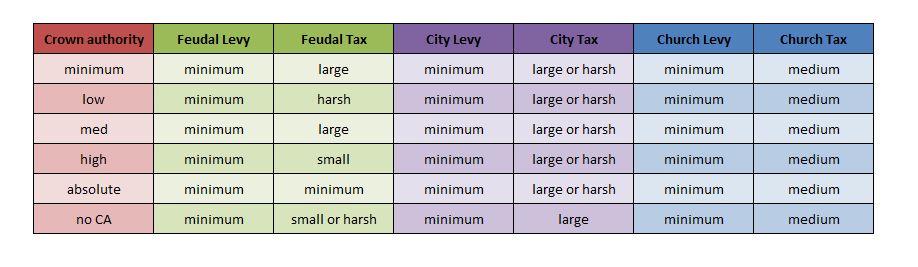 Crown authority Feudal Levy Feudal Tax City Levy City Tax Church Levy Church Tax
minimum minimum large minimum large or harsh minimum medium
low minimum harsh minimum large or harsh minimum medium
med minimum large minimum large or harsh minimum medium
high minimum small minimum large or harsh minimum medium
absolute minimum minimum minimum large or harsh minimum medium
no CA minimum small or harsh minimum large minimum medium